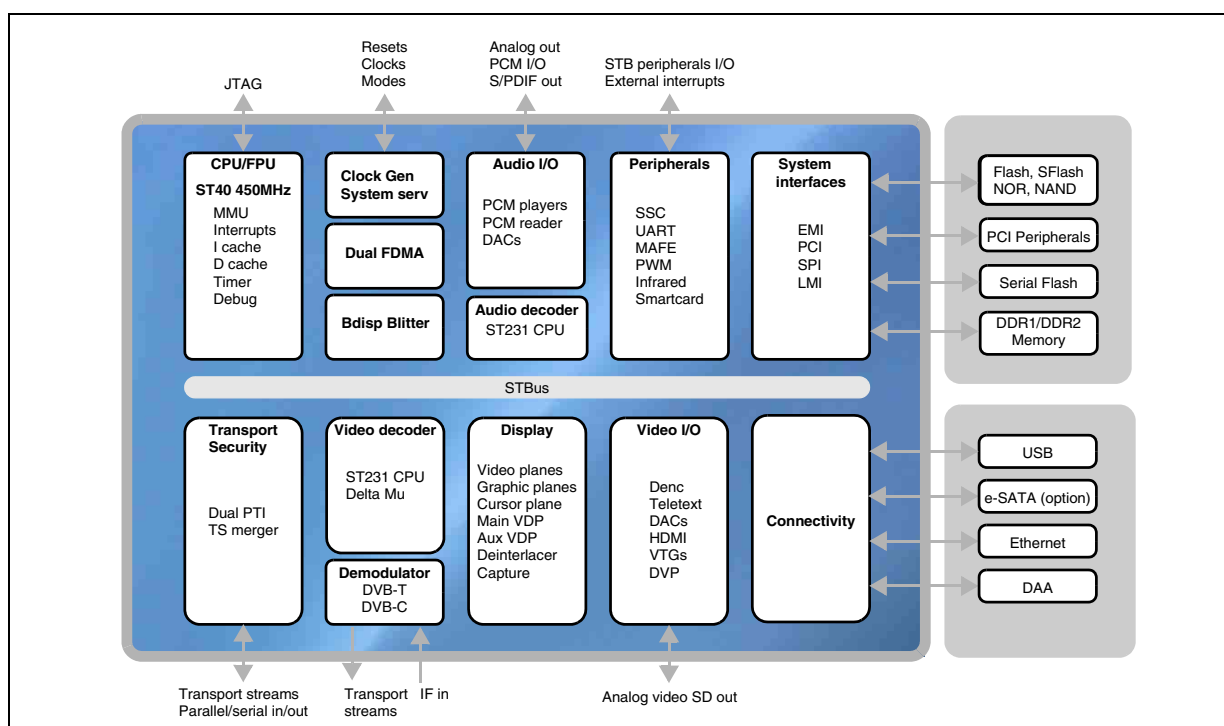 Resets
Clocks
Modes
Analog out
PCM I/O
S/PDIF out
STB peripherals I/O
External interrupts
JTAG
CPU/FPU
ST40 450MHz
MMU
Interrupts
I cache
D cache
Timer
Debug
Clock Gen
System serv
Dual FDMA
Bdisp Blitter
Audio I/O
PCM players
PCM reader
DACs
Audio decoder
ST231 CPU
Peripherals
SSC
UART
MAFE
PWM
Infrared
Smartcard
System
interfaces
EMI
PCI
SPI
LMI
Flash, SFlash
NOR, NAND
PCI Peripherals
Serial Flash
DDR1/DDR2
Memory
STBus
Transport
Security
Dual PTI
TS merger
Video decoder
ST231 CPU
Delta Mu
Demodulator
DVB-T
DVB-C
Display
Video planes
Graphic planes
Cursor plane
Main VDP
Aux VDP
Deinterlacer
Capture
Video I/O
Denc
Teletext
DACs
HDMI
VTGs
DVP
Connectivity
USB
e-SATA (option)
Ethernet
DAA
Transport streams
Parallel/serial in/out
Transport
streams
IF in
Analog video SD out